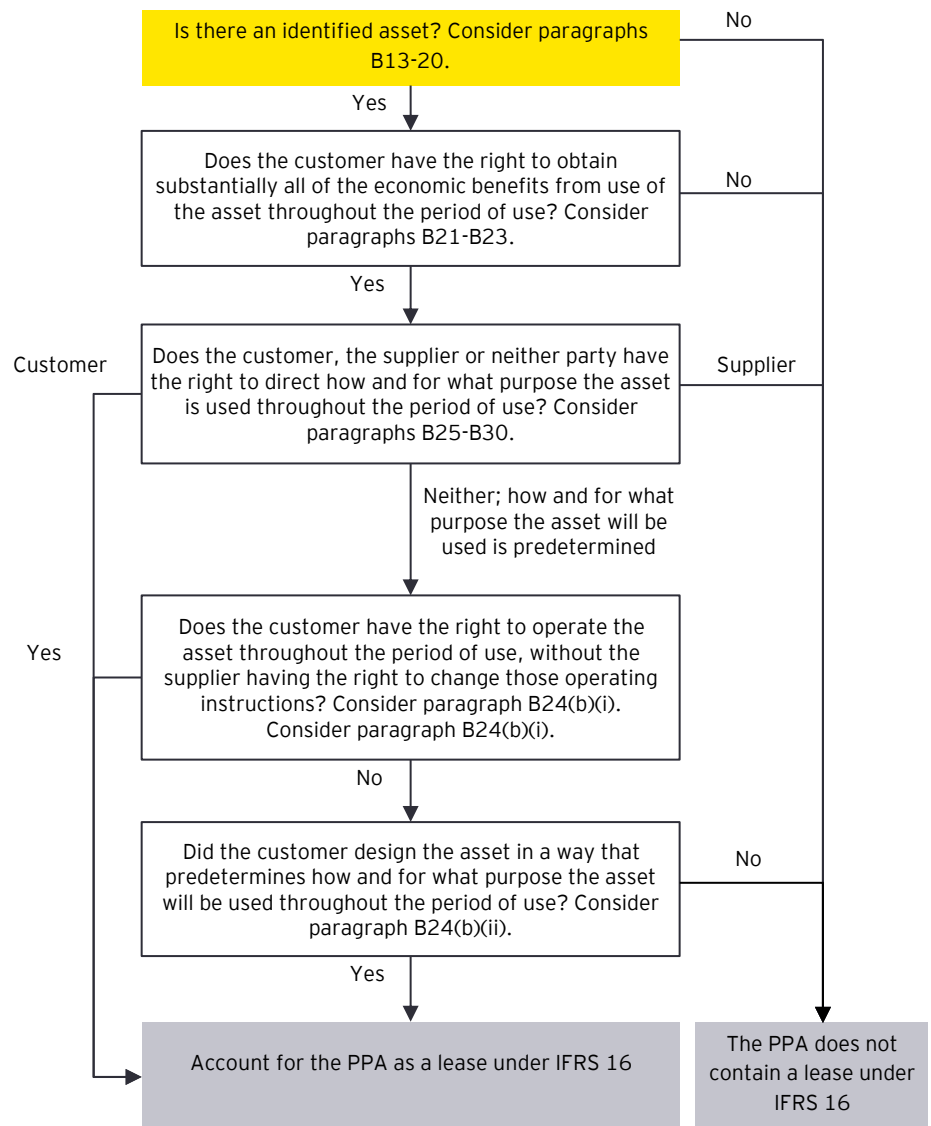 Is there an identified asset? Consider paragraphs
B13-20.
No
Yes
Does the customer have the right to obtain
substantially all of the economic benefits from use of
the asset throughout the period of use? Consider
paragraphs B21-B23.
No
Yes
Customer
Does the customer, the supplier or neither party have
the right to direct how and for what purpose the asset
is used throughout the period of use? Consider
paragraphs B25-B30.
Supplier
Neither; how and for what
purpose the asset will be
used is predetermined
Yes
Does the customer have the right to operate the
asset throughout the period of use, without the
supplier having the right to change those operating
instructions? Consider paragraph B24(b)(i).
Consider paragraph B24(b)(i).
No
Did the customer design the asset in a way that
predetermines how and for what purpose the asset
will be used throughout the period of use? Consider
paragraph B24(b)(ii).
No
Yes
Account for the PPA as a lease under IFRS 16
The PPA does not
contain a lease under
IFRS 16